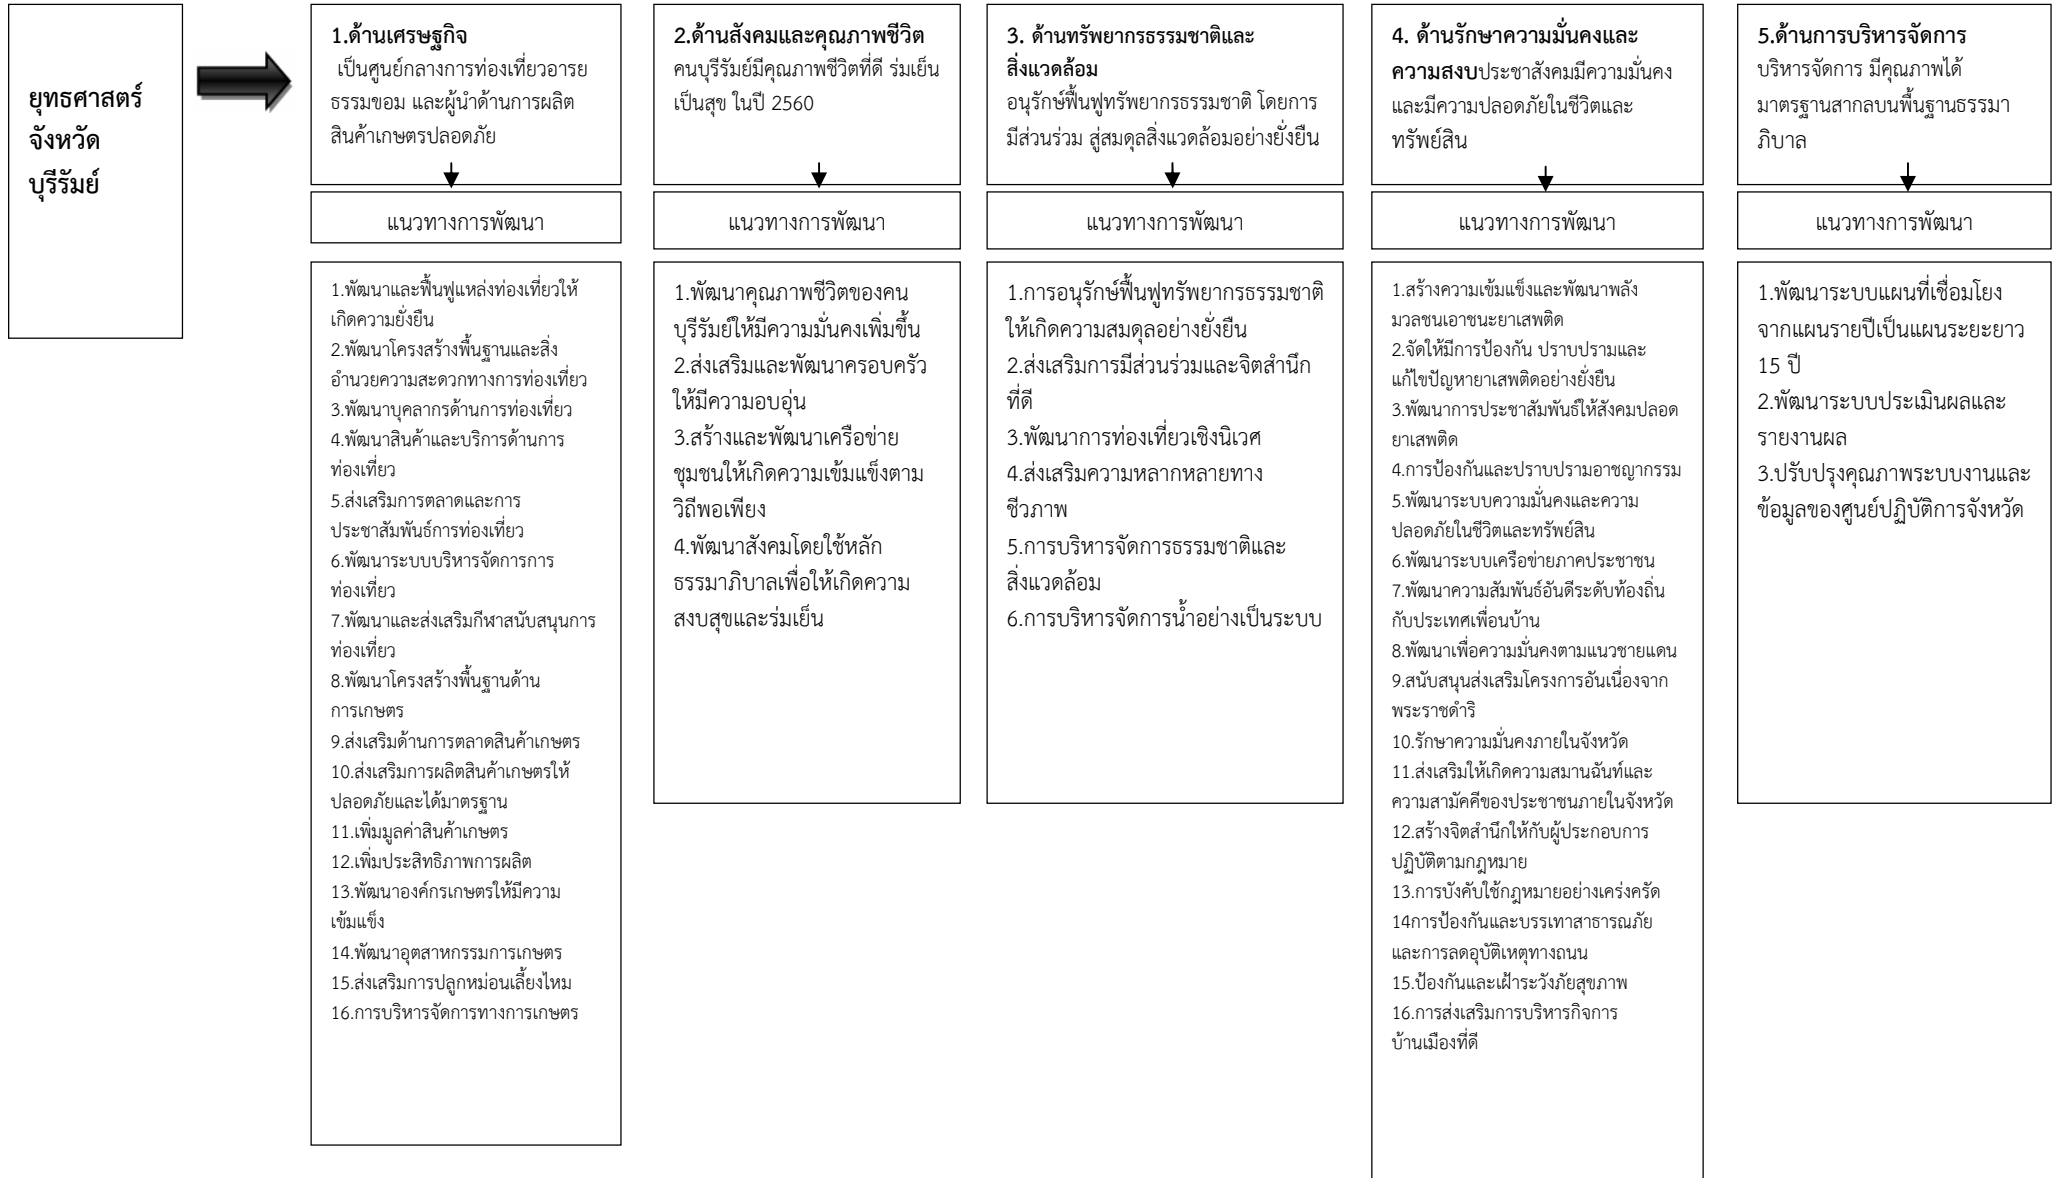 ยุทธศาสตร์
จังหวัด
บุรีรัมย์
1.ด้านเศรษฐกิจ
เป็นศูนย์กลางการท่องเที่ยวอารย
ธรรมขอม และผู้นำด้านการผลิต
สินค้าเกษตรปลอดภัย
แนวทางการพัฒนา
1.พัฒนาและฟื้นฟูแหล่งท่องเที่ยวให้
เกิดความยั่งยืน
2.พัฒนาโครงสร้างพื้นฐานและสิ่ง
อำนวยความสะดวกทางการท่องเที่ยว
3.พัฒนาบุคลากรด้านการท่องเที่ยว
4.พัฒนาสินค้าและบริการด้านการ
ท่องเที่ยว
5.ส่งเสริมการตลาดและการ
ประชาสัมพันธ์การท่องเที่ยว
6.พัฒนาระบบบริหารจัดการการ
ท่องเที่ยว
7.พัฒนาและส่งเสริมกีฬาสนับสนุนการ
ท่องเที่ยว
8.พัฒนาโครงสร้างพื้นฐานด้าน
การเกษตร
9.ส่งเสริมด้านการตลาดสินค้าเกษตร
10.ส่งเสริมการผลิตสินค้าเกษตรให้
ปลอดภัยและได้มาตรฐาน
11.เพิ่มมูลค่าสินค้าเกษตร
12.เพิ่มประสิทธิภาพการผลิต
13.พัฒนาองค์กรเกษตรให้มีความ
เข้มแข็ง
14.พัฒนาอุตสาหกรรมการเกษตร
15.ส่งเสริมการปลูกหม่อนเลี้ยงไหม
16.การบริหารจัดการทางการเกษตร
2.ด้านสังคมและคุณภาพชีวิต
คนบุรีรัมย์มีคุณภาพชีวิตที่ดี ร่มเย็น
เป็นสุข ในปี 2560
แนวทางการพัฒนา
1.พัฒนาคุณภาพชีวิตของคน
บุรีรัมย์ให้มีความมั่นคงเพิ่มขึ้น
2.ส่งเสริมและพัฒนาครอบครัว
ให้มีความอบอุ่น
3.สร้างและพัฒนาเครือข่าย
ชุมชนให้เกิดความเข้มแข็งตาม
วิถีพอเพียง
4.พัฒนาสังคมโดยใช้หลัก
ธรรมาภิบาลเพื่อให้เกิดความ
สงบสุขและร่มเย็น
3. ด้านทรัพยากรธรรมชาติและ
สิ่งแวดล้อม
อนุรักษ์ฟื้นฟูทรัพยากรธรรมชาติ โดยการ
มีส่วนร่วม สู่สมดุลสิ่งแวดล้อมอย่างยั่งยืน
แนวทางการพัฒนา
1.การอนุรักษ์ฟื้นฟูทรัพยากรธรรมชาติ
ให้เกิดความสมดุลอย่างยั่งยืน
2.ส่งเสริมการมีส่วนร่วมและจิตสำนึก
ที่ดี
3.พัฒนาการท่องเที่ยวเชิงนิเวศ
4.ส่งเสริมความหลากหลายทาง
ชีวภาพ
5.การบริหารจัดการธรรมชาติและ
สิ่งแวดล้อม
6.การบริหารจัดการน้ำอย่างเป็นระบบ
4. ด้านรักษาความมั่นคงและ
ความสงบประชาสังคมมีความมั่นคง
และมีความปลอดภัยในชีวิตและ
ทรัพย์สิน
แนวทางการพัฒนา
1.สร้างความเข้มแข็งและพัฒนาพลัง
มวลชนเอาชนะยาเสพติด
2.จัดให้มีการป้องกัน ปราบปรามและ
แก้ไขปัญหายาเสพติดอย่างยั่งยืน
3.พัฒนาการประชาสัมพันธ์ให้สังคมปลอด
ยาเสพติด
4.การป้องกันและปราบปรามอาชญากรรม
5.พัฒนาระบบความมั่นคงและความ
ปลอดภัยในชีวิตและทรัพย์สิน
6.พัฒนาระบบเครือข่ายภาคประชาชน
7.พัฒนาความสัมพันธ์อันดีระดับท้องถิ่น
กับประเทศเพื่อนบ้าน
8.พัฒนาเพื่อความมั่นคงตามแนวชายแดน
9.สนับสนุนส่งเสริมโครงการอันเนื่องจาก
พระราชดำริ
10.รักษาความมั่นคงภายในจังหวัด
11.ส่งเสริมให้เกิดความสมานฉันท์และ
ความสามัคคีของประชาชนภายในจังหวัด
12.สร้างจิตสำนึกให้กับผู้ประกอบการ
ปฏิบัติตามกฎหมาย
13.การบังคับใช้กฎหมายอย่างเคร่งครัด
14การป้องกันและบรรเทาสาธารณภัย
และการลดอุบัติเหตุทางถนน
15.ป้องกันและเฝ้าระวังภัยสุขภาพ
16.การส่งเสริมการบริหารกิจการ
บ้านเมืองที่ดี
5.ด้านการบริหารจัดการ
บริหารจัดการ มีคุณภาพได้
มาตรฐานสากลบนพื้นฐานธรรมา
ภิบาล
แนวทางการพัฒนา
1.พัฒนาระบบแผนที่เชื่อมโยง
จากแผนรายปีเป็นแผนระยะยาว
15 ปี
2.พัฒนาระบบประเมินผลและ
รายงานผล
3.ปรับปรุงคุณภาพระบบงานและ
ข้อมูลของศูนย์ปฏิบัติการจังหวัด